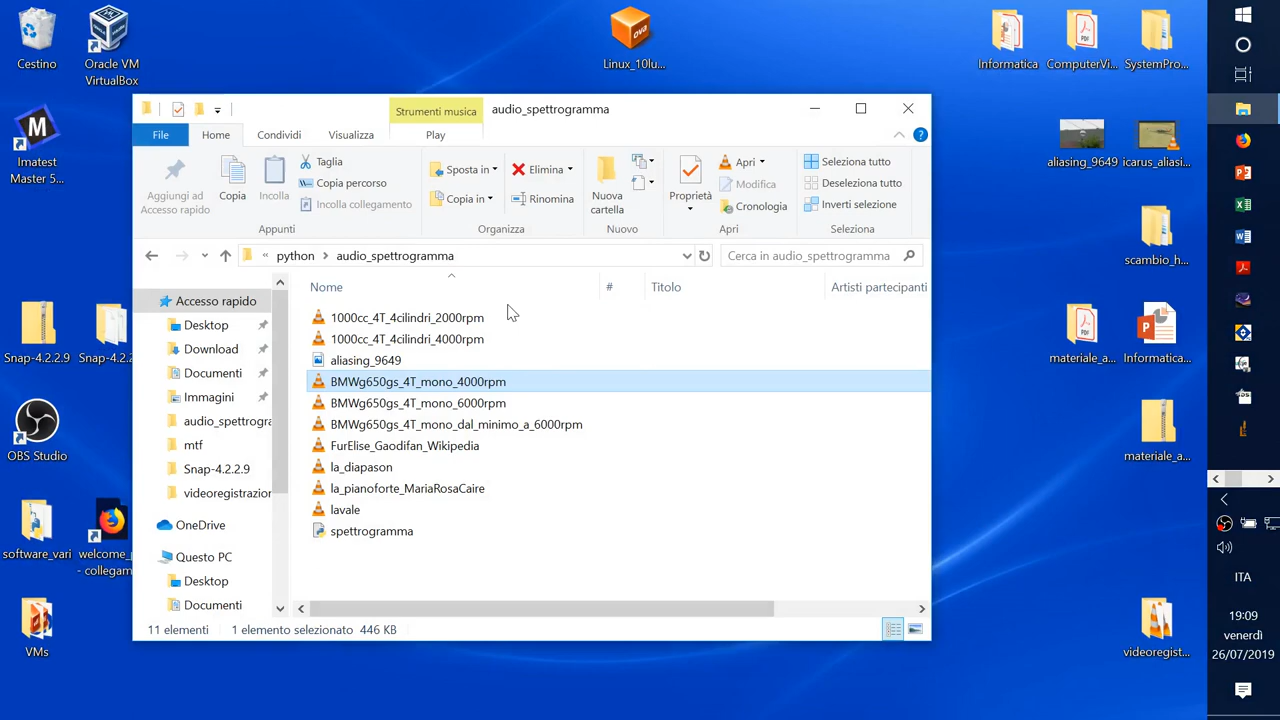 Cestino
Oracle VM
VirtualBox
Linux_10lu...
Informatica
ComputerVi...
SystemPro...
audio_spettrogramma
Strumenti musica
File
Home
Condividi
Visualizza
Play
Imatest
Master 5...
aliasing_9649
icarus_aliasi...
Aggiungi ad
Accesso rapido
Copia
Incolla
Taglia
Copia percorso
Incolla collegamento
Appunti
Sposta in
Copia in
Elimina
Rinomina
Organizza
Nuova
cartella
Nuovo
Proprietà
Apri
Modifica
Cronologia
Apri
Seleziona tutto
Deseleziona tutto
Inverti selezione
Selezione
« python > audio_spettrogramma
Cerca in audio_spettrogramma
scambio_h...
Nome
#
Titolo
Artisti partecipanti
Accesso rapido
Desktop
Download
Documenti
Immagini
audio_spettrogra
mtf
Snap-4.2.2.9
videoregistrazion
OneDrive
Questo PC
Desktop
Documenti
1000cc_4T_4cilindri_2000rpm
1000cc_4T_4cilindri_4000rpm
aliasing_9649
BMWg650gs_4T_mono_4000rpm
BMWg650gs_4T_mono_6000rpm
BMWg650gs_4T_mono_dal_minimo_a_6000rpm
FurElise_Gaodifan_Wikipedia
la_diapason
la_pianoforte_MariaRosaCaire
lavale
spettrogramma
11 elementi
1 elemento selezionato 446 KB
Snap-4.2.2.9
Snap-4.2.2...
OBS Studio
software_vari
welcome_p
- collegam
VMs
materiale_a...
Informatica...
materiale_a...
videoregist...
ITA
19:09
venerdì
26/07/2019